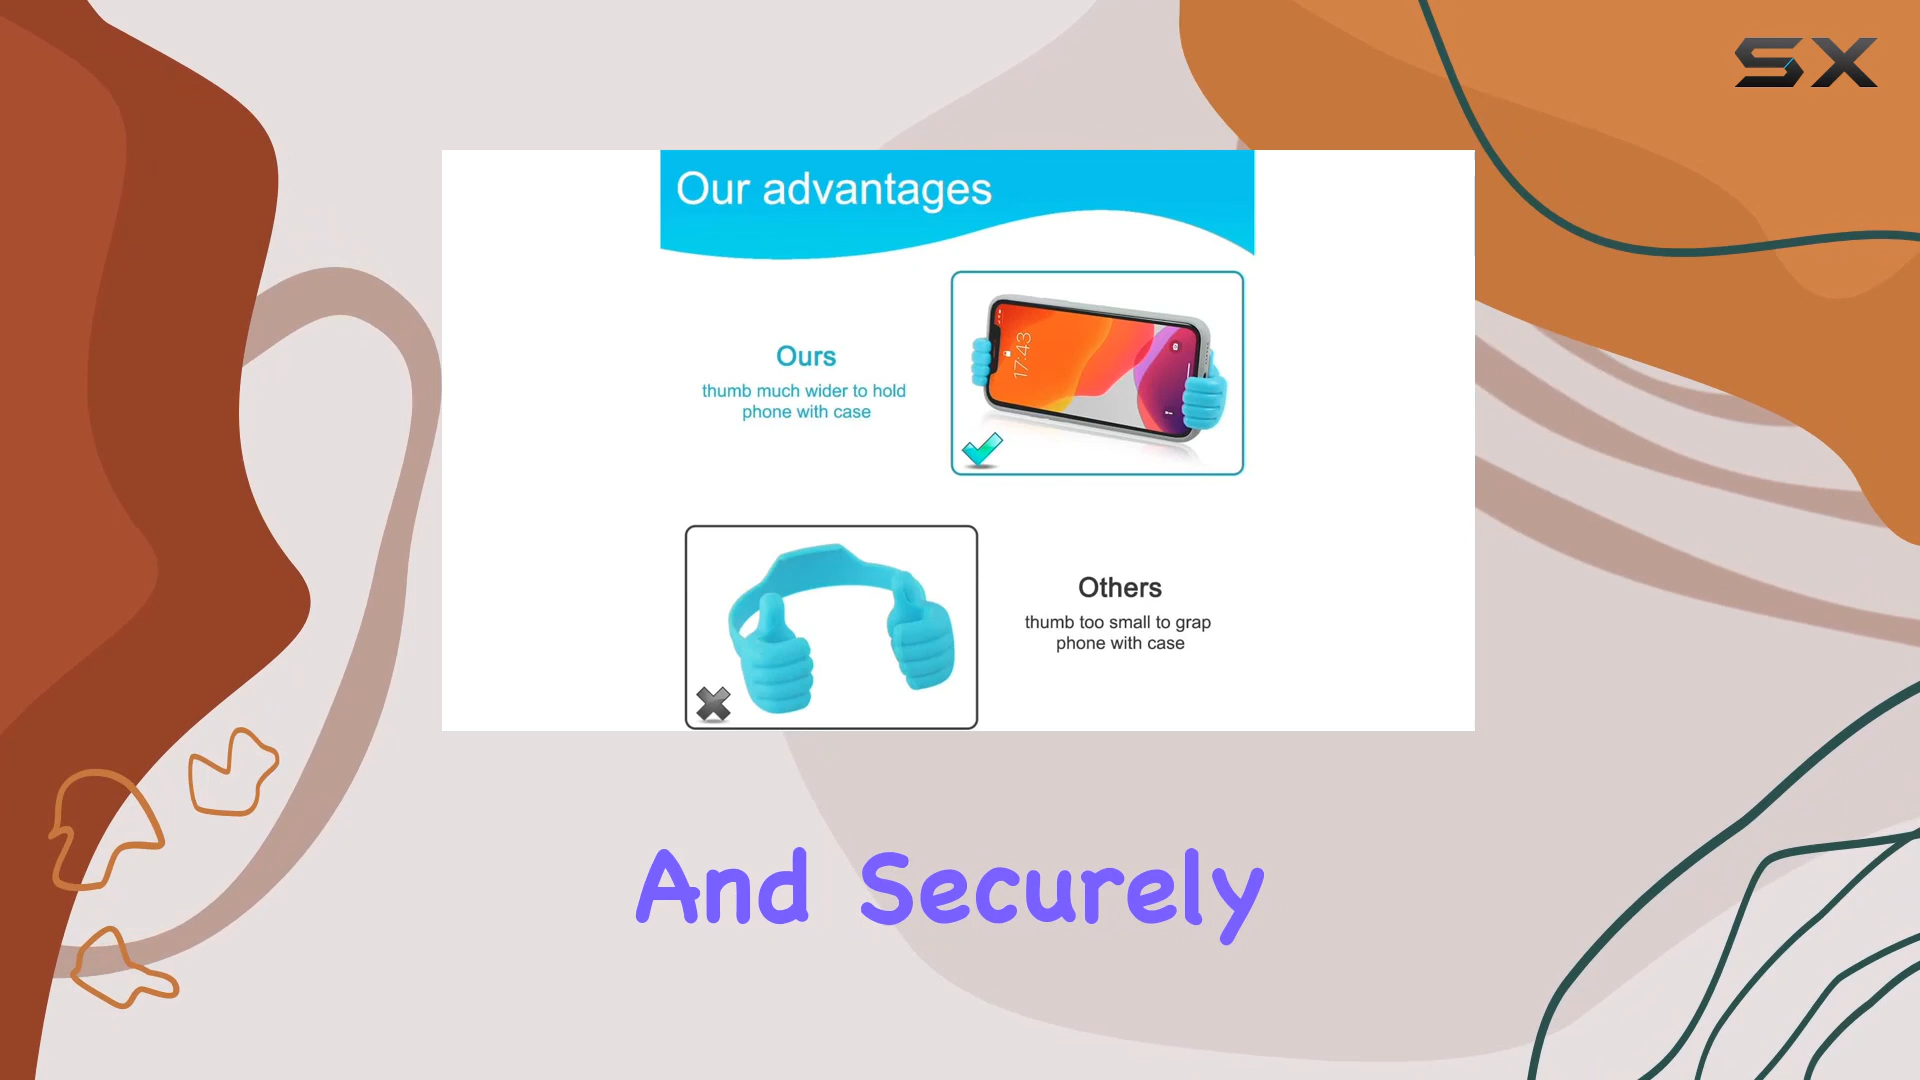 SX
Our advantages
Ours
thumb much wider to hold
phone with case
17:43
Others
thumb too small to grap
phone with case
And Securely